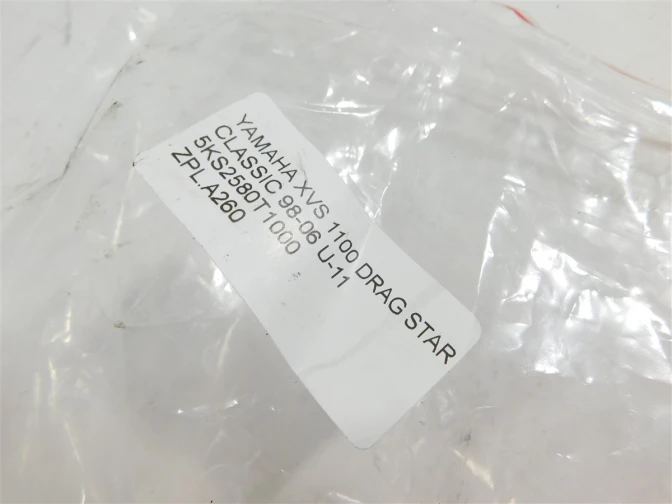 YAMAHA XVS 1100 DRAG STAR
CLASSIC 98-06 U-11
5KS2580T1000
ZPL.A260